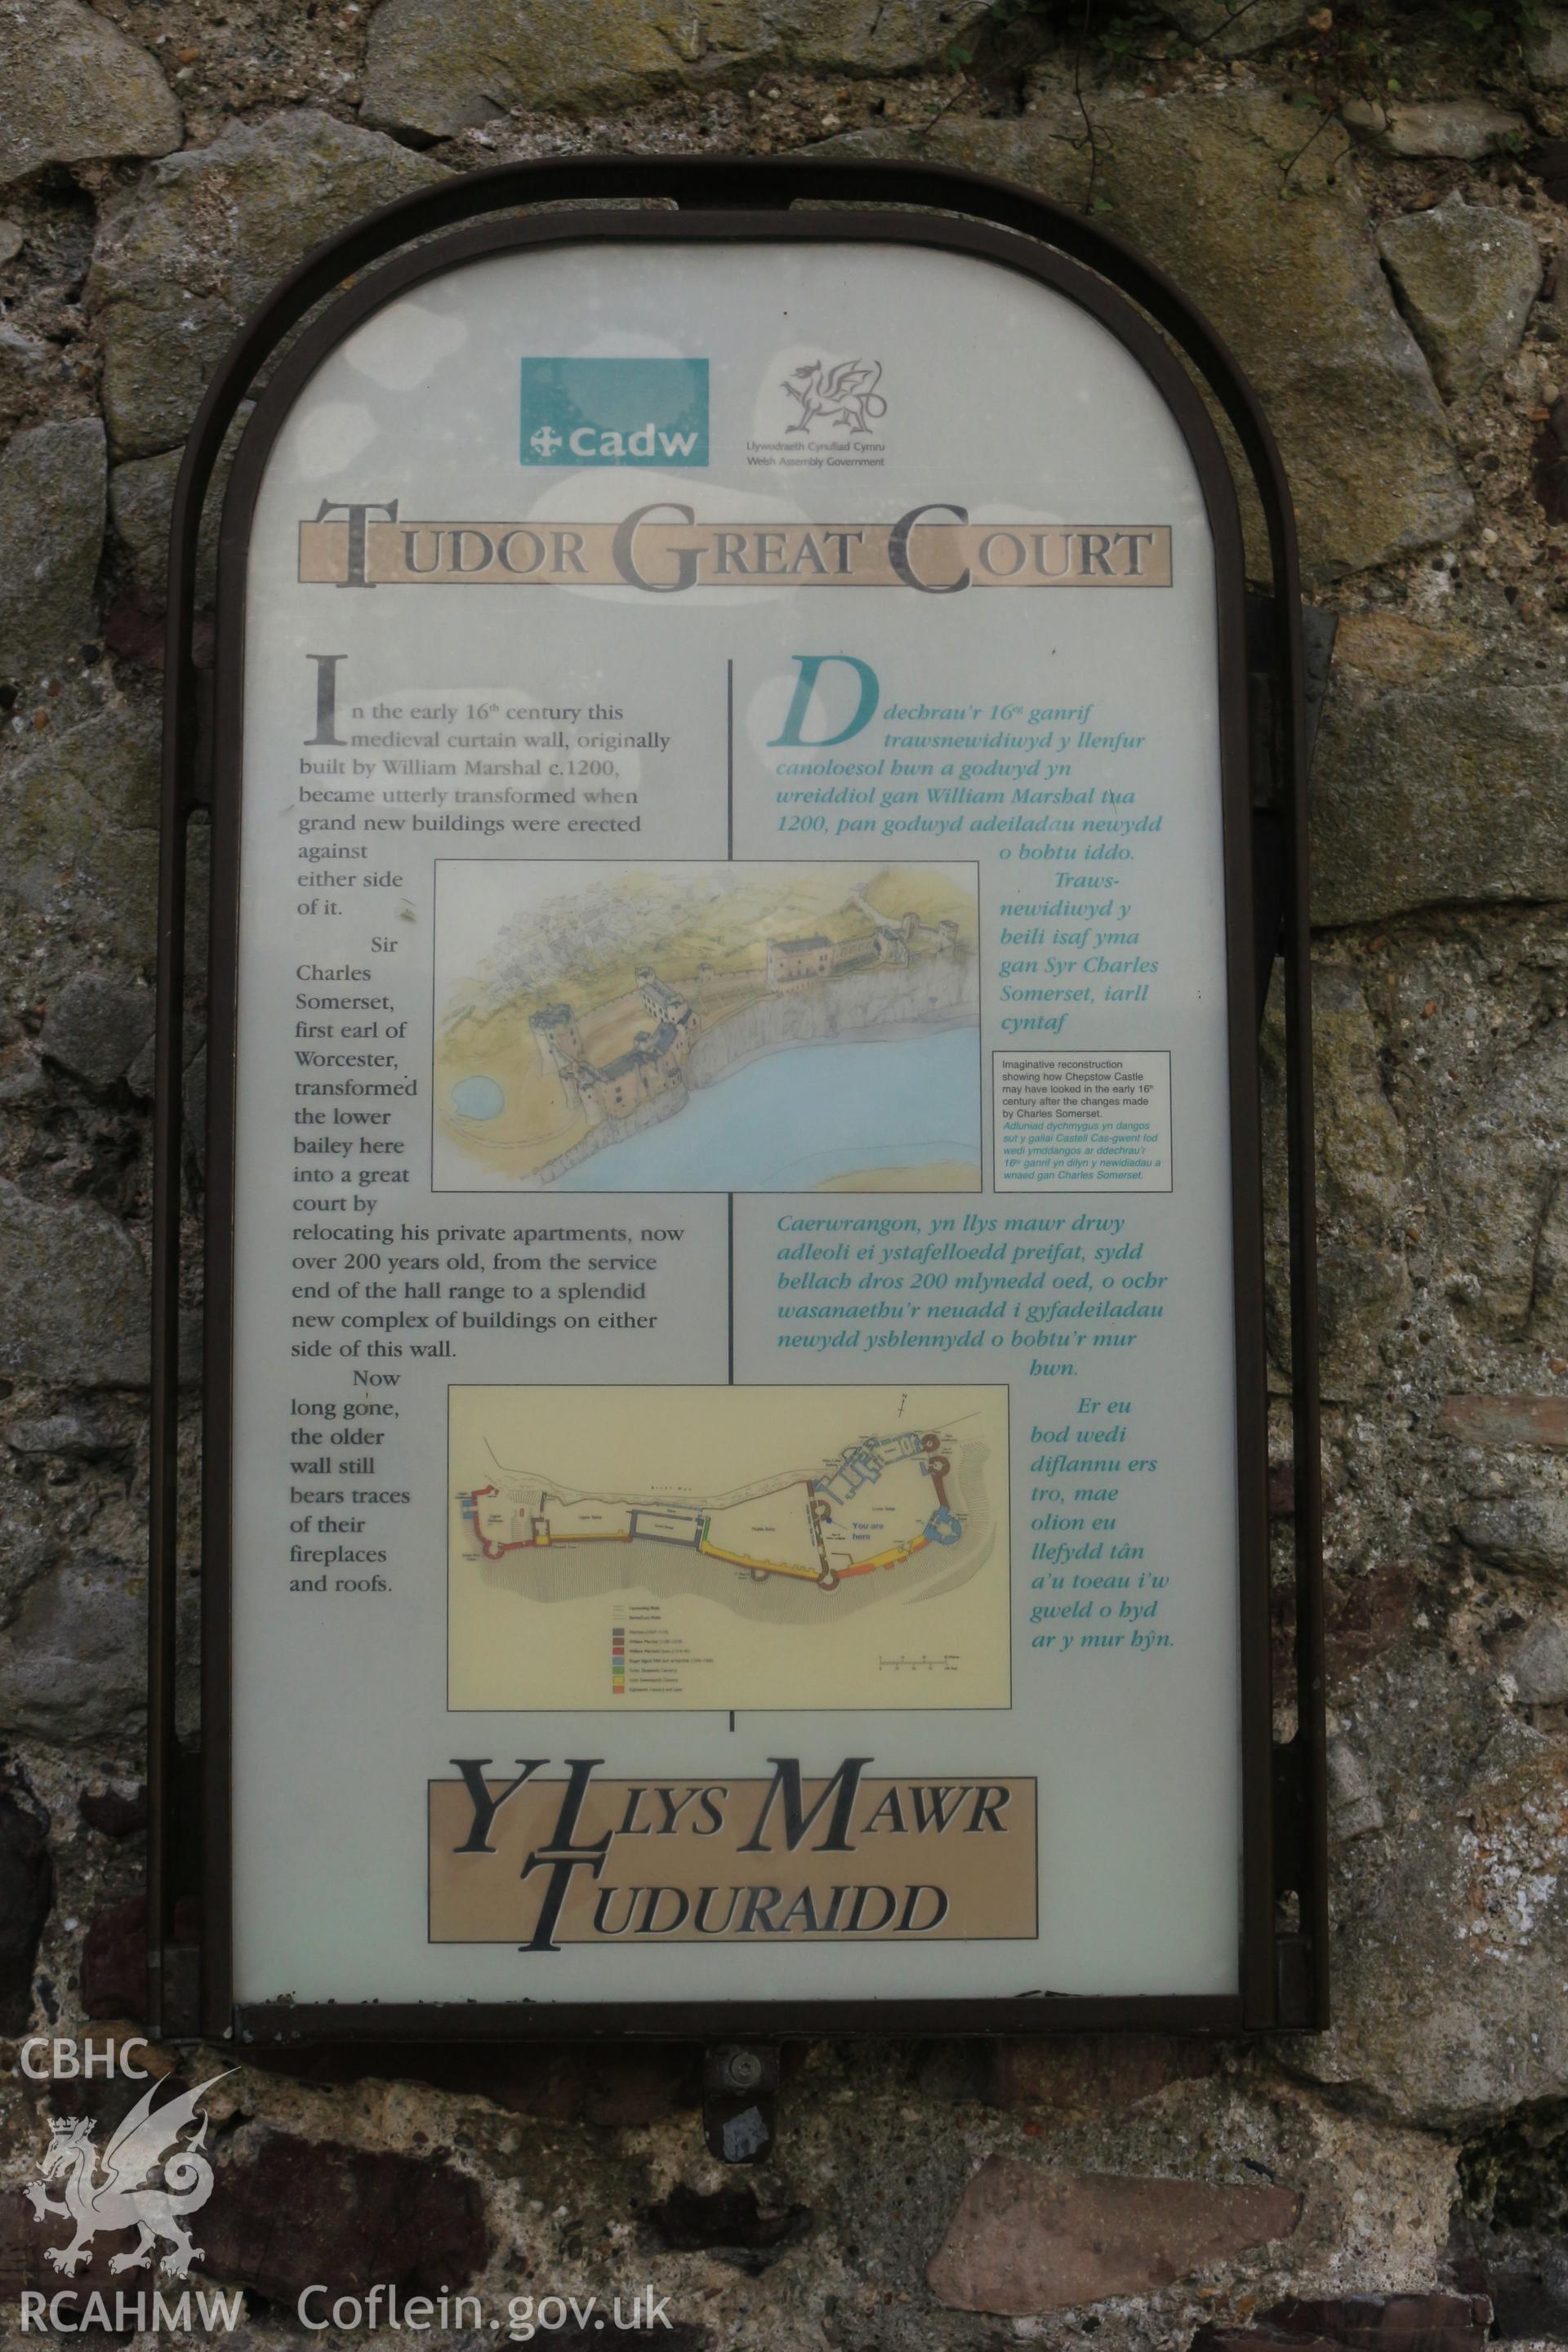 cadw
Llywodraeth Cynulliad Cymru
Welsh Assembly Government
TUDOR GREAT COURT
In the early 16th century this
medieval curtain wall, originally
built by William Marshal c.1200,
became utterly transformed when
grand new buildings were erected
against
either side
of it.
Sir
Charles
Somerset,
first earl of
Worcester,
transformed
the lower
bailey here
into a great
court by
relocating his private apartments, now
over 200 years old, from the service
end of the hall range to a splendid
new complex of buildings on either
side of this wall.
Now
long gone,
the older
wall still
bears traces
of their
fireplaces
and roofs.
Ddechrau'r 16eg ganrif
trawsnewidiwyd y llenfur
canoloesol hwn a godwyd yn
wreiddiol gan William Marshal tua
1200, pan godwyd adeiladau newydd
o bobtu iddo.
Traws-
newidiwyd y
beili isaf yma
gan Syr Charles
Somerset, iarll
cyntaf
Imaginative reconstruction
showing how Chepstow Castle
may have looked in the early 16th
century after the changes made
by Charles Somerset.
Adluniad dychmygus yn dangos
sut y gallai Castell Cas-gwent fod
wedi ymddangos ar ddechrau'r
16eg ganrif yn dilyn y newidiadau a
wnaed gan Charles Somerset.
Caerwrangon, yn llys mawr drwy
adleoli ei ystafelloedd preifat, sydd
bellach dros 200 mlynedd oed, o ochr
wasanaethu'r neuadd i gyfadeiladau
newydd ysblennydd o bobtu'r mur
hwn.
Er eu
bod wedi
diflannu ers
tro, mae
olion eu
llefydd tân
a'u toeau i'w
gweld o hyd
ar y mur hŷn.
N
You are
here
Y LLYS MAWR
TUDURAIDD
CBHC
RCAHMW
Coflein.gov.uk